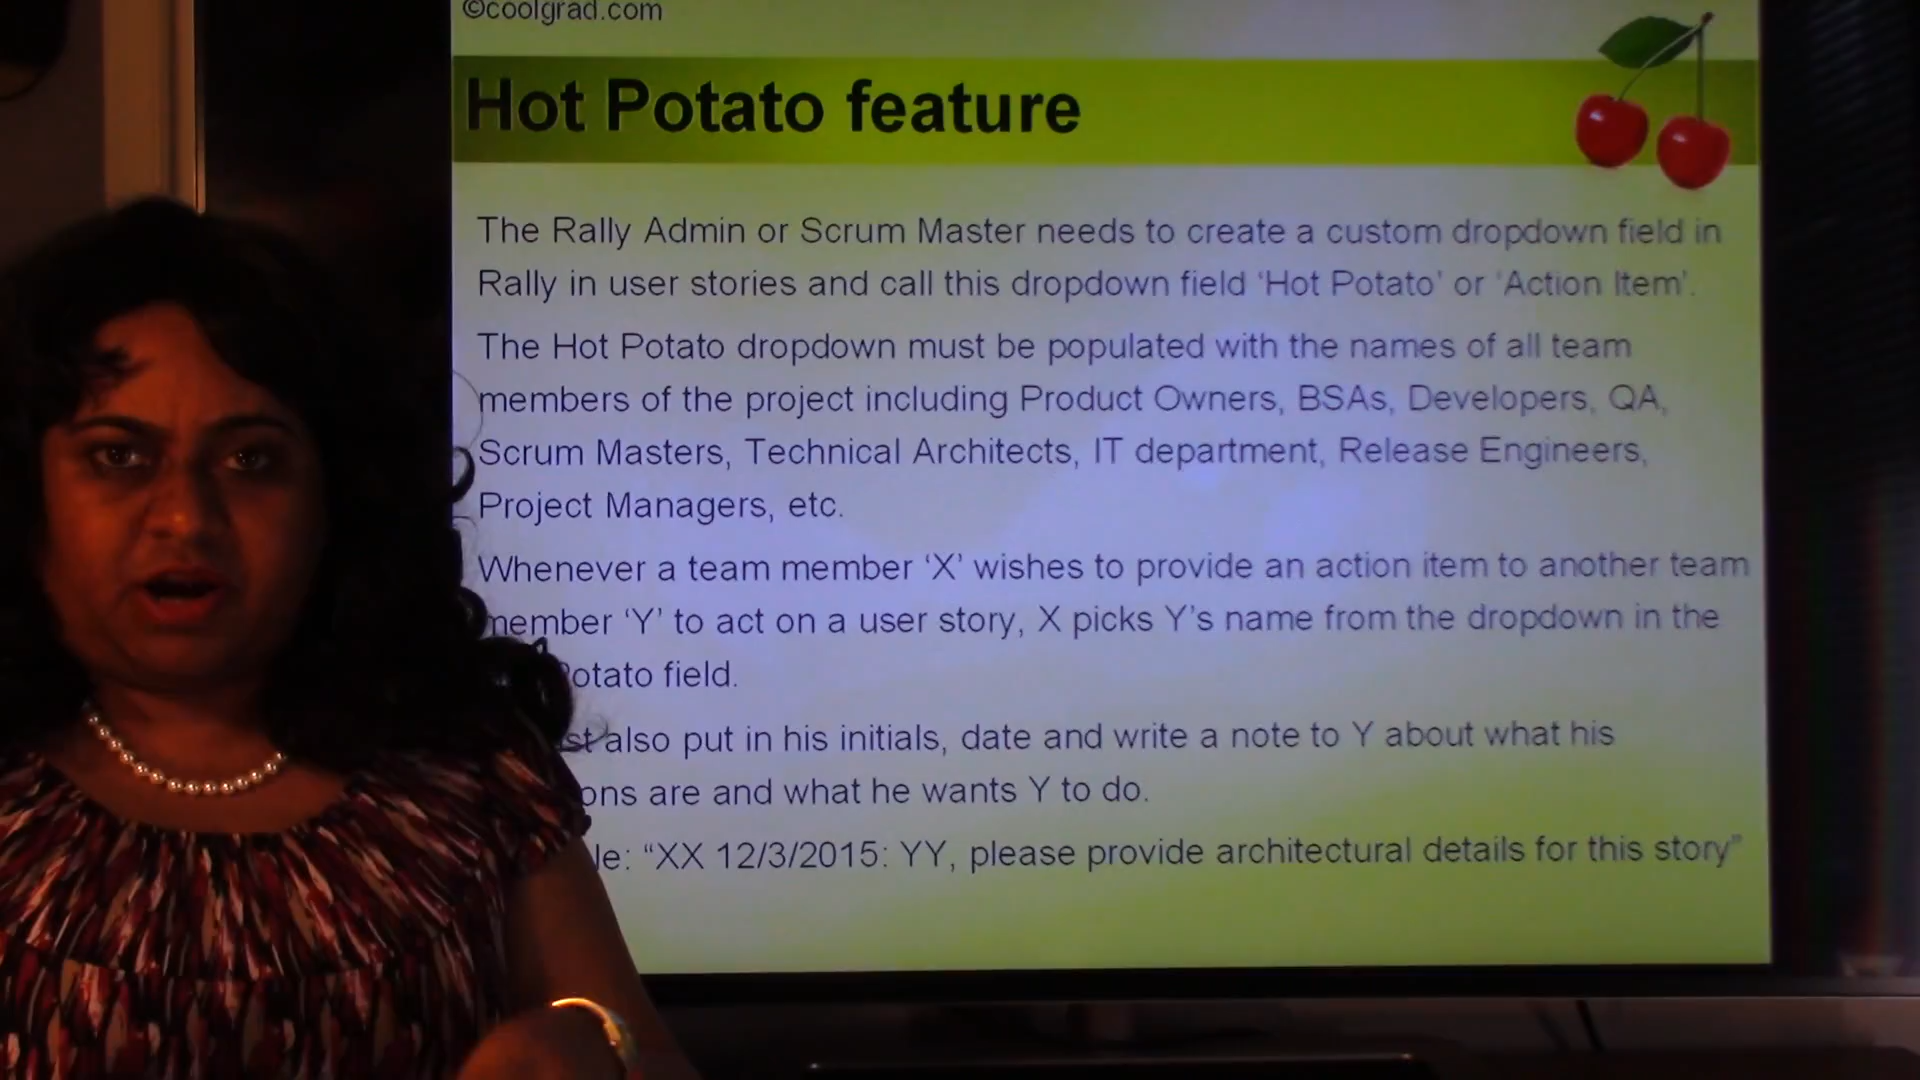 ©coolgrad.com
Hot Potato feature
The Rally Admin or Scrum Master needs to create a custom dropdown field in
Rally in user stories and call this dropdown field ‘Hot Potato’ or ‘Action Item’.
The Hot Potato dropdown must be populated with the names of all team
members of the project including Product Owners, BSAs, Developers, QA,
Scrum Masters, Technical Architects, IT department, Release Engineers,
Project Managers, etc.
Whenever a team member ‘X’ wishes to provide an action item to another team
member ‘Y’ to act on a user story, X picks Y’s name from the dropdown in the
otato field.
st also put in his initials, date and write a note to Y about what his
ons are and what he wants Y to do.
le: “XX 12/3/2015: YY, please provide architectural details for this story”